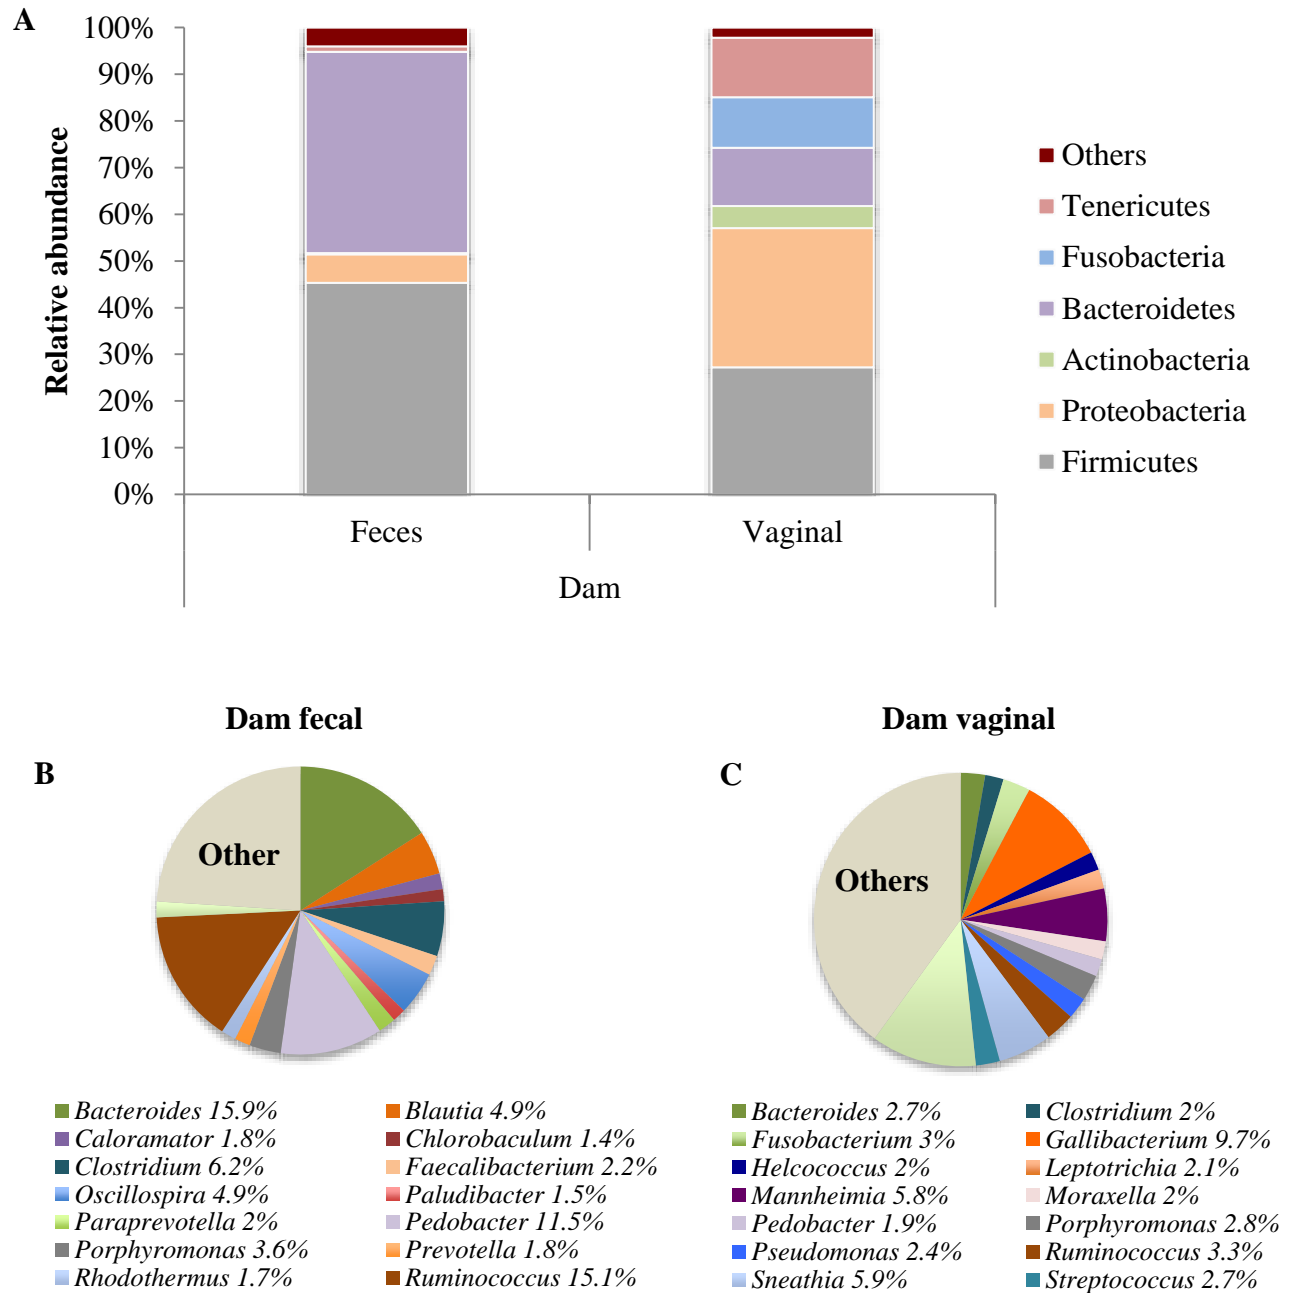 A
100%
90%
80%
70%
60%
50%
40%
30%
20%
10%
0%
Relative abundance
Feces
Vaginal
Dam
Others
Tenericutes
Fusobacteria
Bacteroidetes
Actinobacteria
Proteobacteria
Firmicutes
Dam fecal
B
Other
Bacteroides 15.9% Blautia 4.9%
Caloramator 1.8% Chlorobaculum 1.4%
Clostridium 6.2% Faecalibacterium 2.2%
Oscillospira 4.9% Paludibacter 1.5%
Paraprevotella 2% Pedobacter 11.5%
Porphyromonas 3.6% Prevotella 1.8%
Rhodothermus 1.7% Ruminococcus 15.1%
Dam vaginal
C
Others
Bacteroides 2.7% Clostridium 2%
Fusobacterium 3% Gallibacterium 9.7%
Helcococcus 2% Leptotrichia 2.1%
Mannheimia 5.8% Moraxella 2%
Pedobacter 1.9% Porphyromonas 2.8%
Pseudomonas 2.4% Ruminococcus 3.3%
Sneathia 5.9% Streptococcus 2.7%